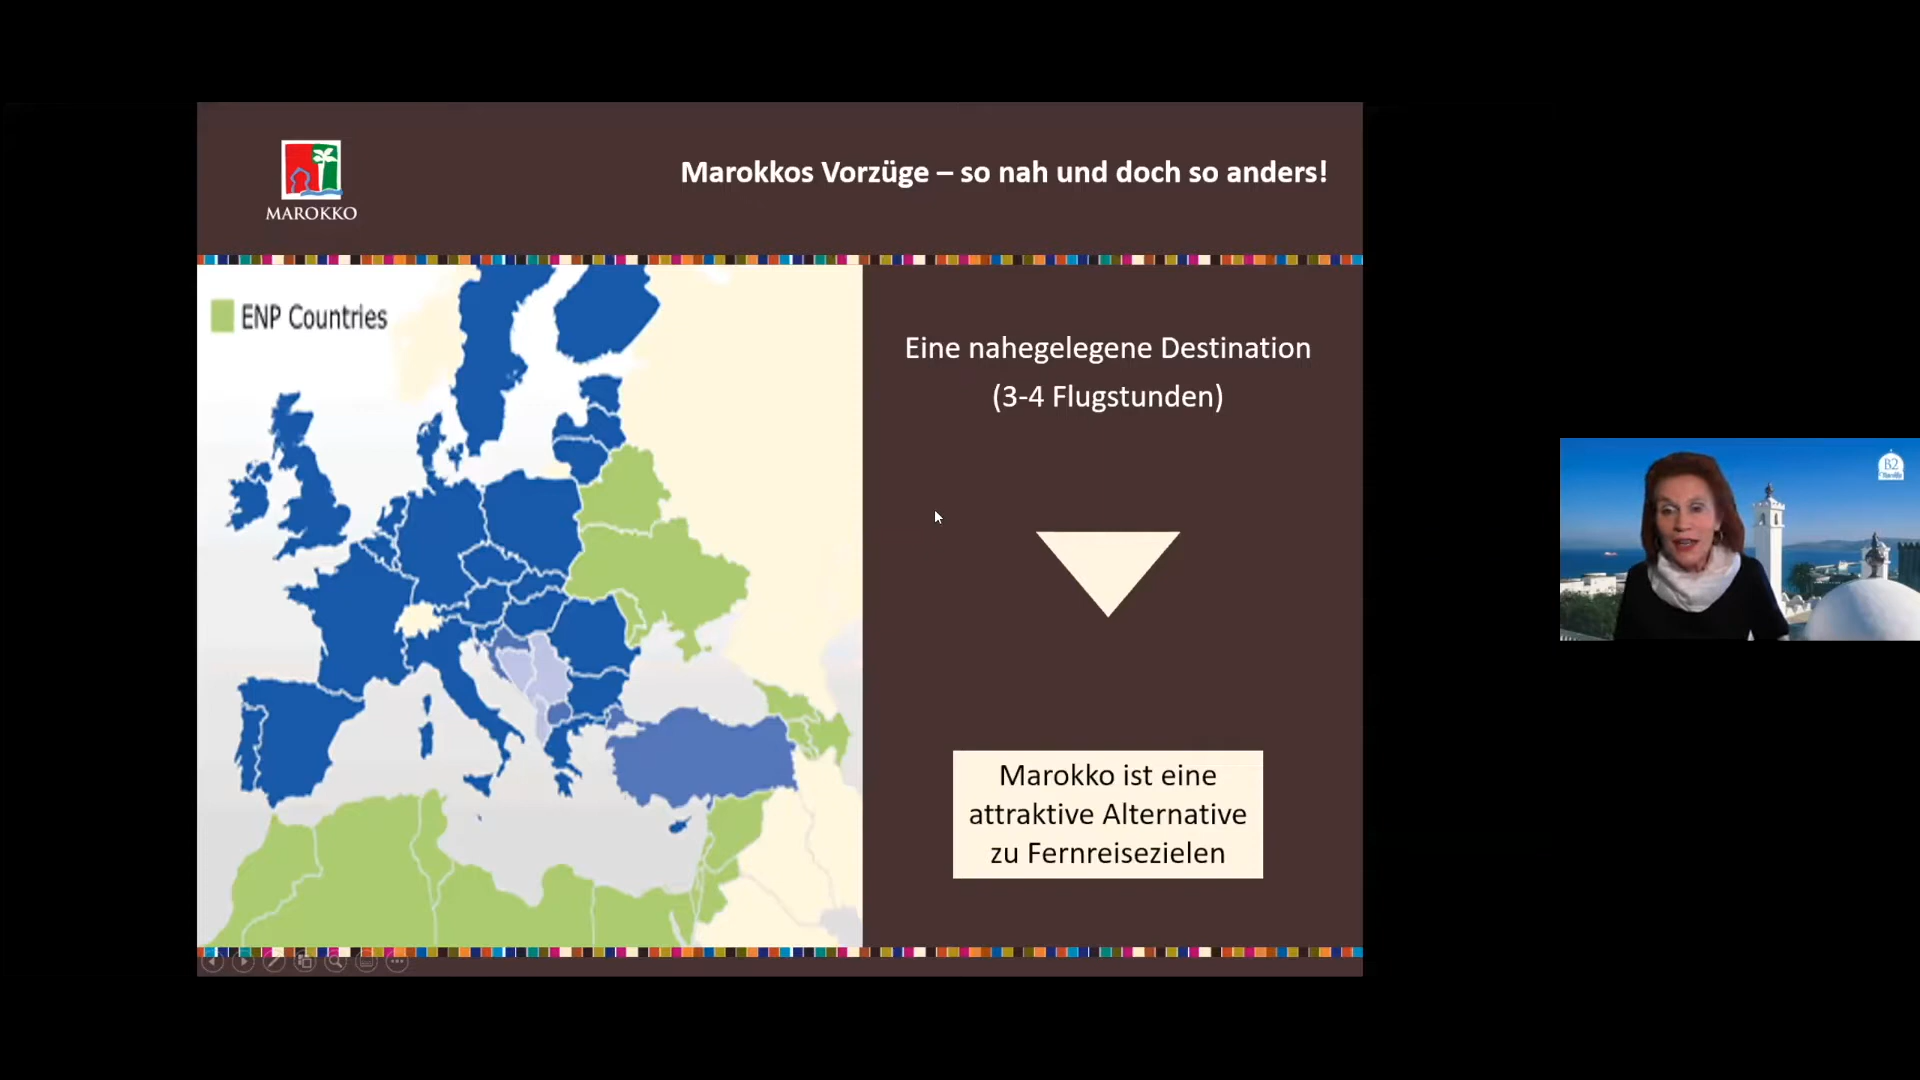 MAROKKO
Marokkos Vorzüge – so nah und doch so anders!
ENP Countries
Eine nahegelegene Destination
(3-4 Flugstunden)
Marokko ist eine
attraktive Alternative
zu Fernreisezielen
B2